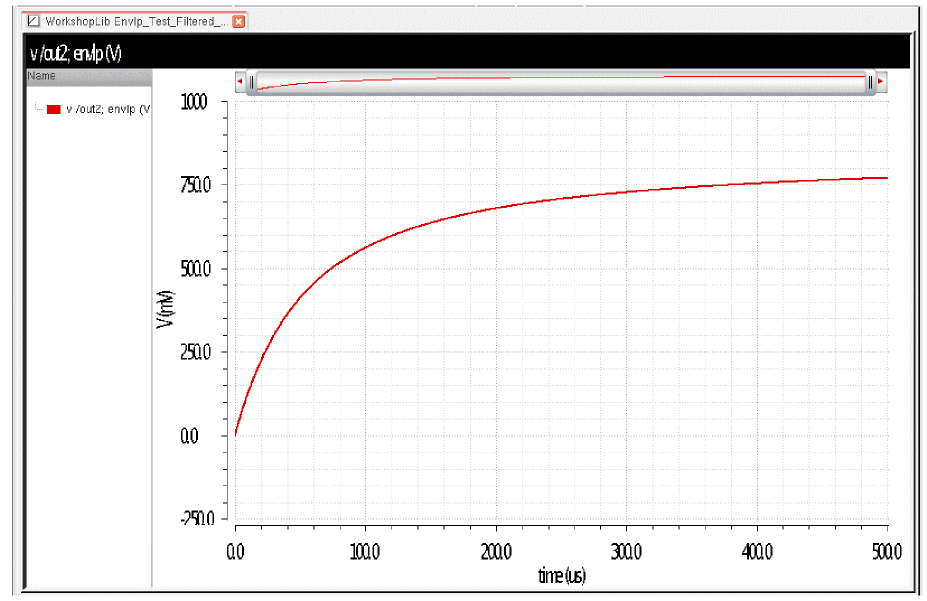 WorkshopLib Envlp_Test_Filtered_...
v /out2; envlp (V)
Name
v /out2; envlp (V
1000
750.0
500.0
250.0
0.0
-250.0
V (mV)
0.0 100.0 200.0 300.0 400.0 500.0
time (us)